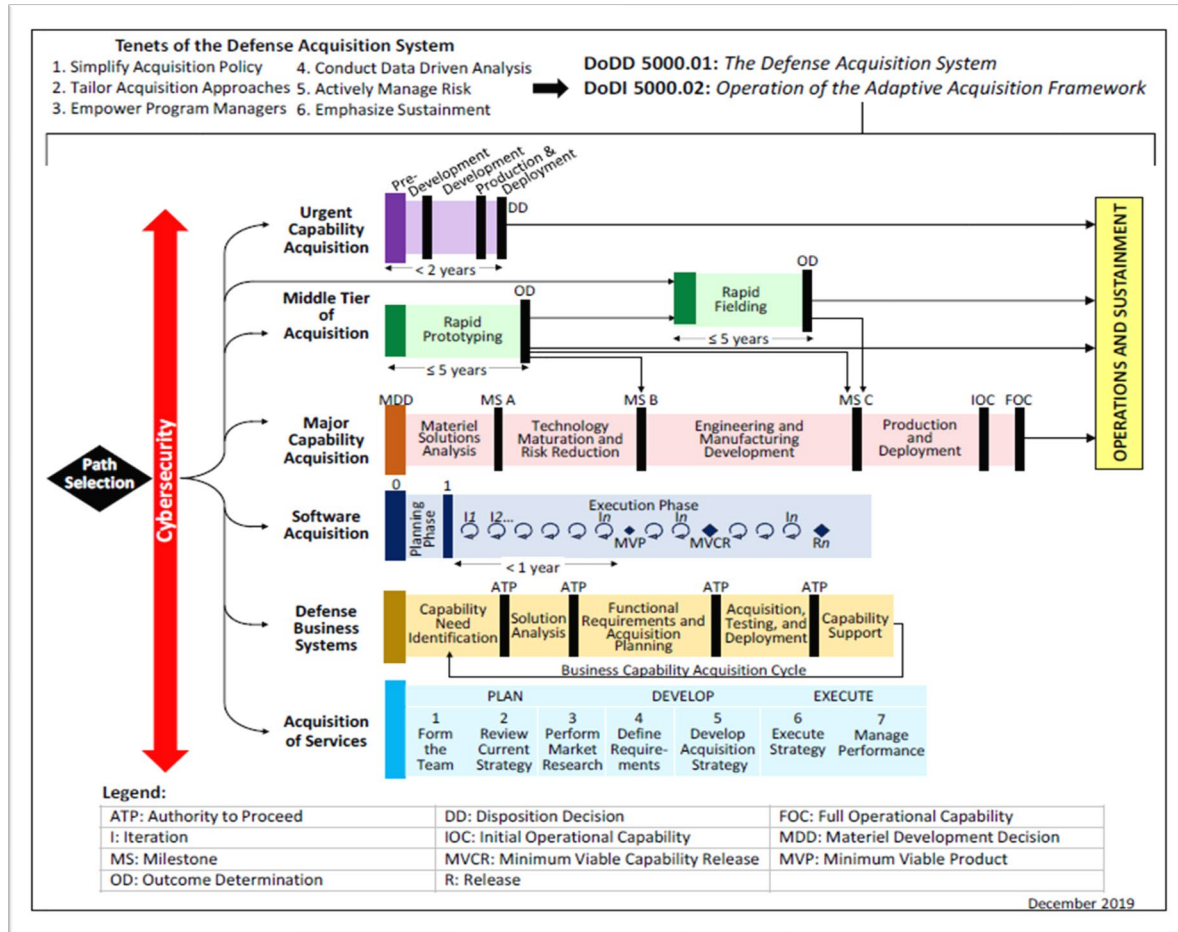 Tenets of the Defense Acquisition System
1. Simplify Acquisition Policy
2. Tailor Acquisition Approaches
3. Empower Program Managers
4. Conduct Data Driven Analysis
5. Actively Manage Risk
6. Emphasize Sustainment
DoDD 5000.01: The Defense Acquisition System
DoDI 5000.02: Operation of the Adaptive Acquisition Framework
Path
Selection
Cybersecurity
Urgent
Capability
Acquisition
Pre-
Development
Development
Production &
Deployment
DD
< 2 years
Middle Tier
of
Acquisition
Rapid
Prototyping
OD
≤ 5 years
Rapid
Fielding
OD
≤ 5 years
Major
Capability
Acquisition
MDD
Materiel
Solutions
Analysis
MS A
Technology
Maturation and
Risk Reduction
MS B
Engineering and
Manufacturing
Development
MS C
Production
and
Deployment
IOC
FOC
OPERATIONS AND SUSTAINMENT
Software
Acquisition
0
Planning
Phase
1
Execution Phase
I1
I2...
In
MVP
In
MVCR
In
Rn
< 1 year
Defense
Business
Systems
Capability
Need
Identification
ATP
Solution
Analysis
ATP
Functional
Requirements and
Acquisition
Planning
ATP
Acquisition,
Testing, and
Deployment
ATP
Capability
Support
Business Capability Acquisition Cycle
Acquisition
of Services
PLAN
DEVELOP
EXECUTE
1
Form
the
Team
2
Review
Current
Strategy
3
Perform
Market
Research
4
Define
Require-
ments
5
Develop
Acquisition
Strategy
6
Execute
Strategy
7
Manage
Performance
Legend:
ATP: Authority to Proceed
DD: Disposition Decision
FOC: Full Operational Capability
I: Iteration
IOC: Initial Operational Capability
MDD: Materiel Development Decision
MS: Milestone
MVCR: Minimum Viable Capability Release
MVP: Minimum Viable Product
OD: Outcome Determination
R: Release
December 2019